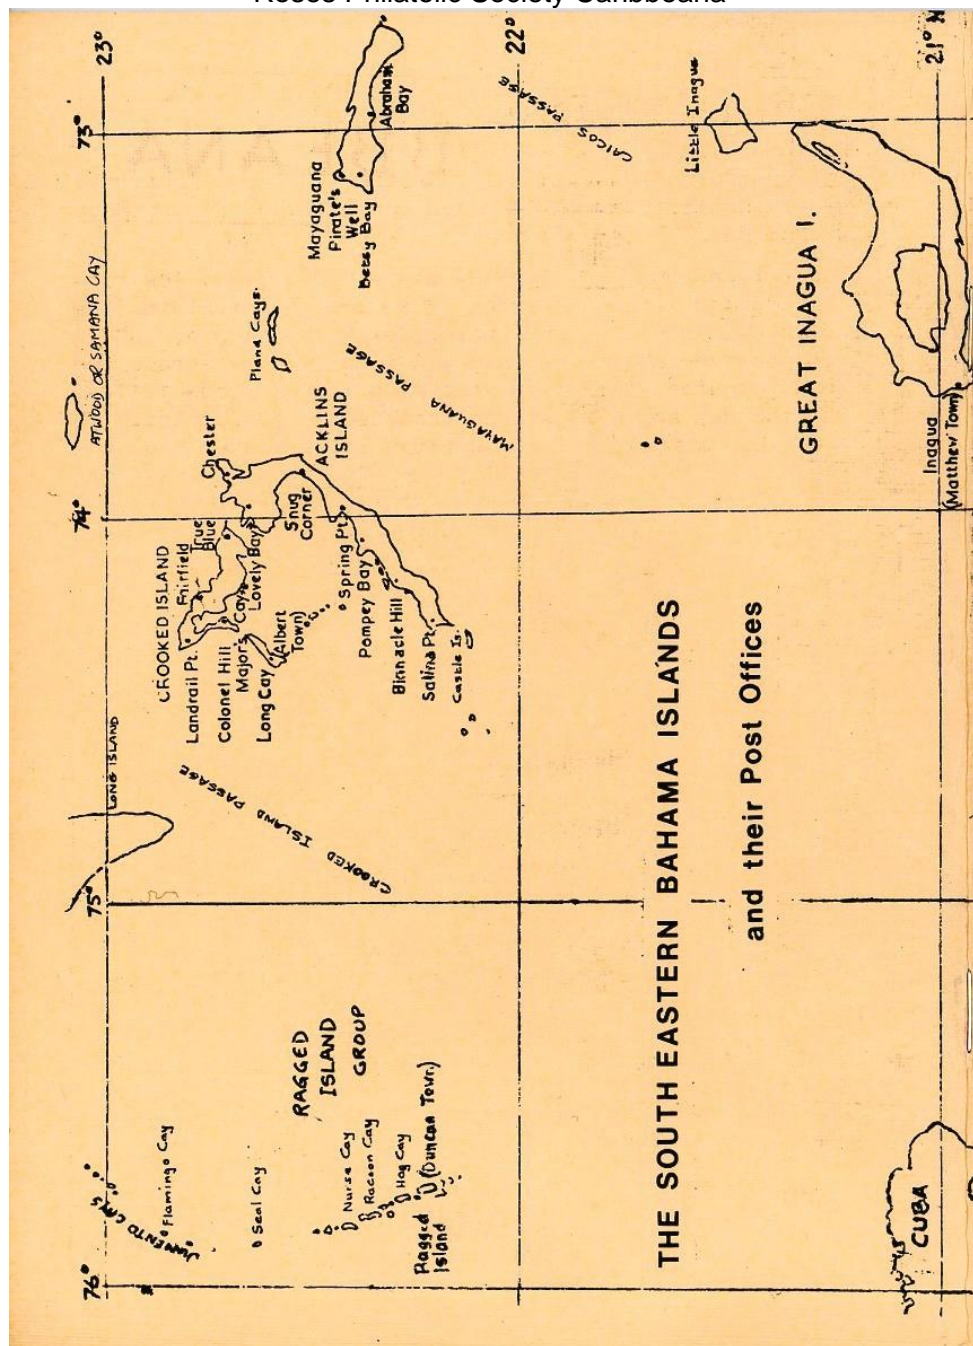 23°
22°
21° N
73°
74°
75°
76°
ATWOOD OR SAMANA CAY
LONG ISLAND
CROOKED ISLAND
Landrail Pt.
Fairfield
Colonel Hill
True
Blue
Major's
Cay
Lovely Bay
Chester
Long Cay
(Albert
Town)
Snug
Corner
ACKLINS
ISLAND
Spring Pt.
Pompey Bay
Binnacle Hill
Salina Pt.
Castle Is.
Plana Cays.
Mayaguana
Pirate's
Well
Betsy Bay
Abraham
Bay
CAICOS PASSAGE
MAYAGUANA PASSAGE
CROOKED ISLAND PASSAGE
Little Inagua
GREAT INAGUA I.
Inagua
(Matthew Town)
JUMENTO CAYS
Flamingo Cay
Seal Cay
RAGGED
ISLAND
GROUP
Nurse Cay
Racoon Cay
Hog Cay
Ragged
Island
(Duncan Town)
CUBA
THE SOUTH EASTERN BAHAMA ISLANDS
and their Post Offices